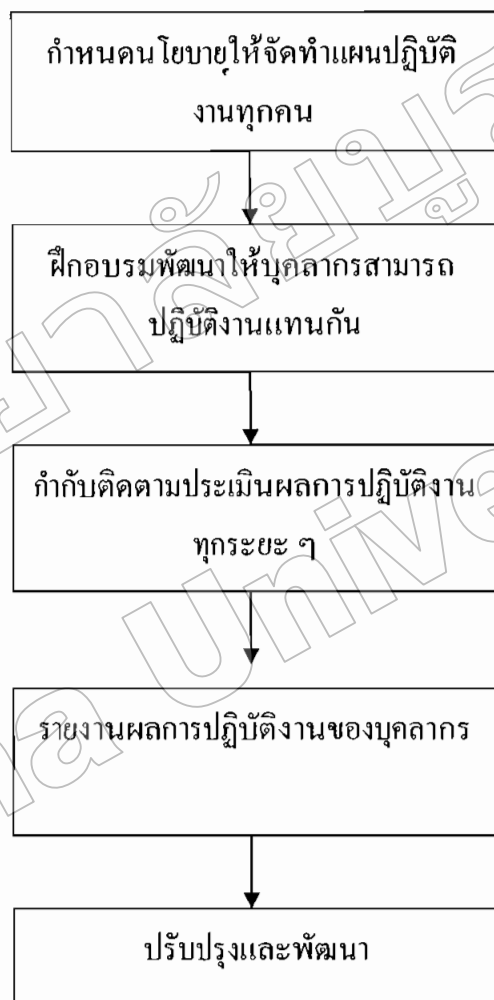 กำหนดนโยบายให้จัดทำแผนปฏิบัติ
งานทุกคน
ฝึกอบรมพัฒนาให้บุคลากรสามารถ
ปฏิบัติงานแทนกัน
กำกับติดตามประเมินผลการปฏิบัติงาน
ทุกระยะ ๆ
รายงานผลการปฏิบัติงานของบุคลากร
ปรับปรุงและพัฒนา